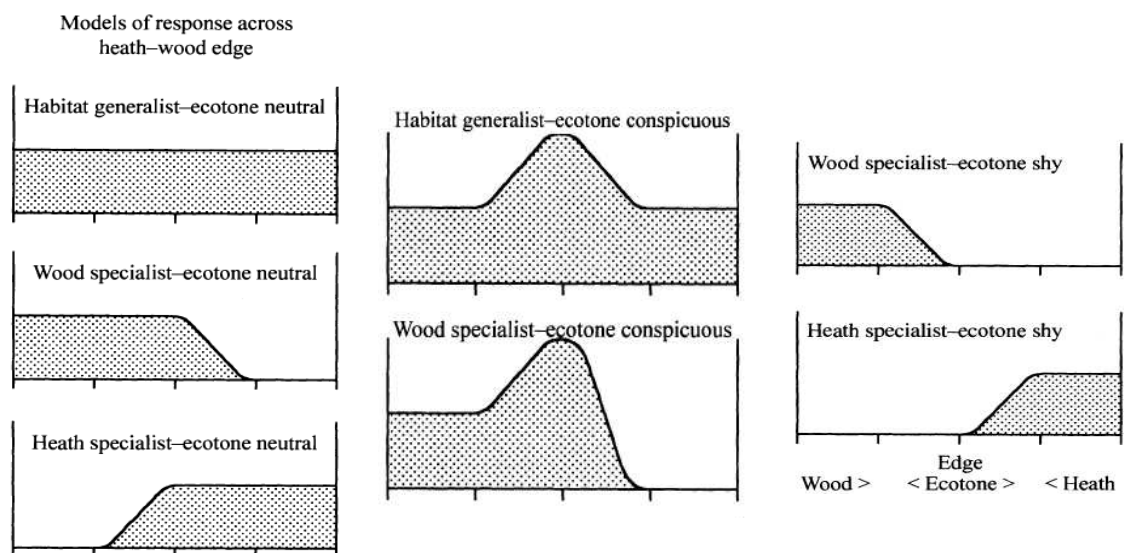 Models of response across
heath–wood edge
Habitat generalist–ecotone neutral
Wood specialist–ecotone neutral
Heath specialist–ecotone neutral
Habitat generalist–ecotone conspicuous
Wood specialist–ecotone conspicuous
Wood specialist–ecotone shy
Heath specialist–ecotone shy
Edge
Wood > < Ecotone > < Heath